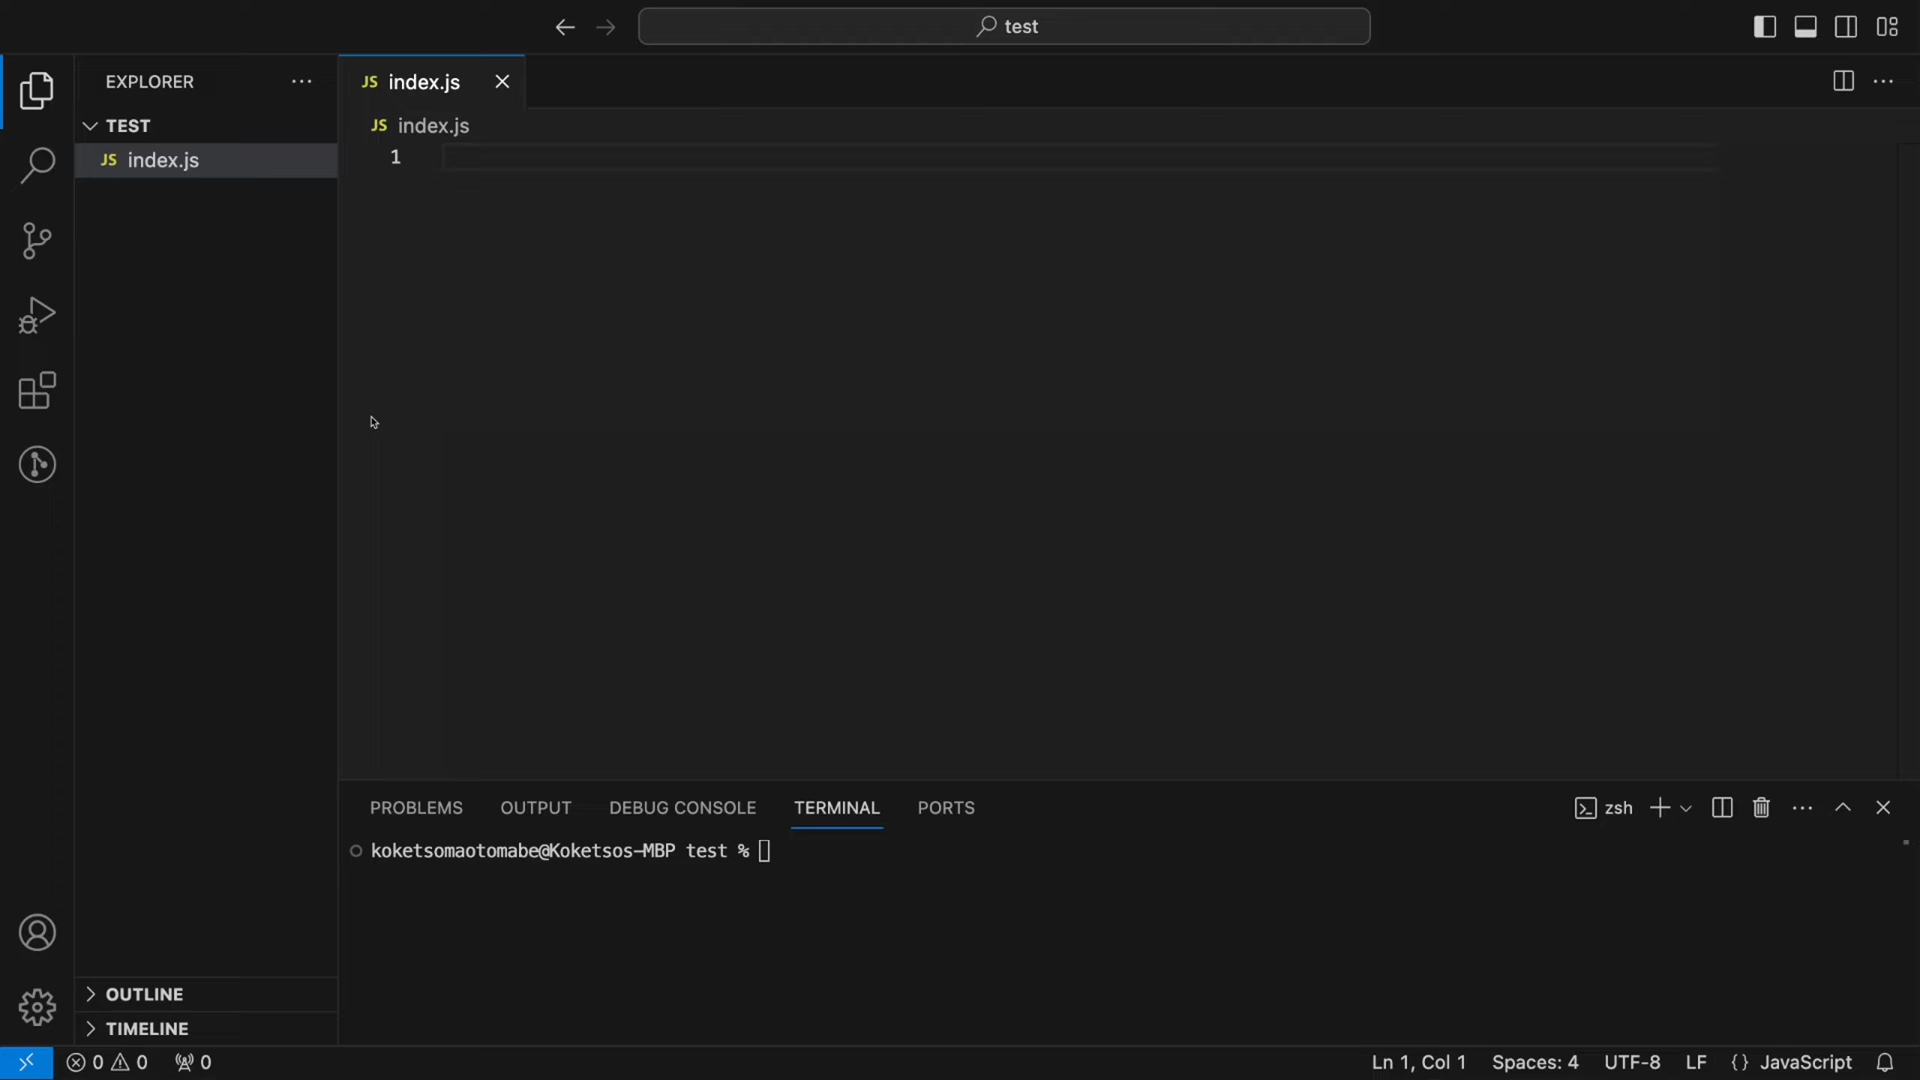 test
EXPLORER
JS index.js
TEST
JS index.js
JS index.js
1
PROBLEMS OUTPUT DEBUG CONSOLE TERMINAL PORTS
zsh
koketsomaotomabe@Koketsos-MBP test %
OUTLINE
TIMELINE
0 0 0
Ln 1, Col 1 Spaces: 4 UTF-8 LF {} JavaScript